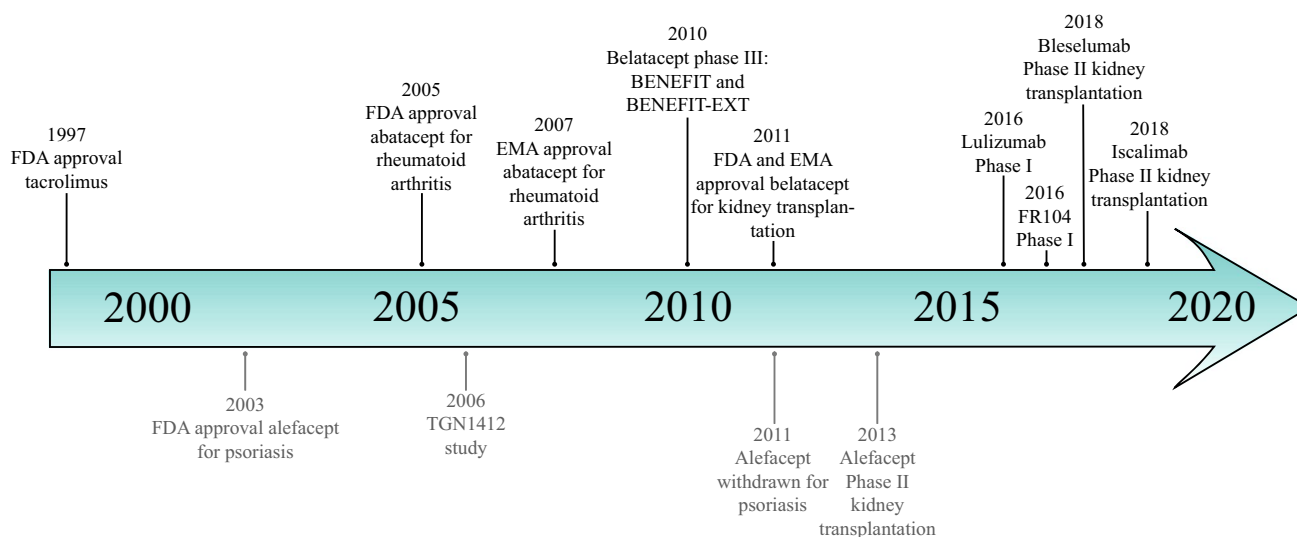 1997
FDA approval
tacrolimus
2005
FDA approval
abatacept for
rheumatoid
arthritis
2007
EMA approval
abatacept for
rheumatoid
arthritis
2010
Belatacept phase III:
BENEFIT and
BENEFIT-EXT
2011
FDA and EMA
approval belatacept
for kidney transplan-
tation
2016
Lulizumab
Phase I
2016
FR104
Phase I
2018
Bleselumab
Phase II kidney
transplantation
2018
Iscalimab
Phase II kidney
transplantation
2000
2005
2010
2015
2020
2003
FDA approval alefacept
for psoriasis
2006
TGN1412
study
2011
Alefacept
withdrawn for
psoriasis
2013
Alefacept
Phase II
kidney
transplantation